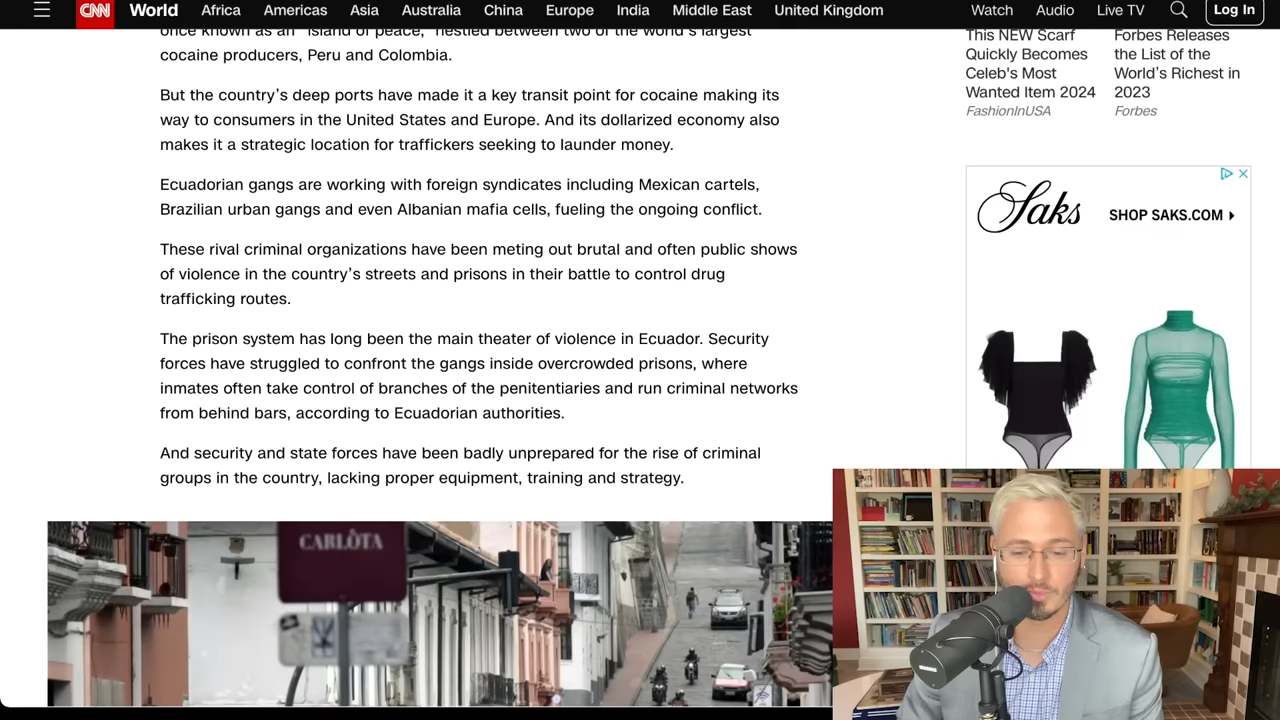 CNN World Africa Americas Asia Australia China Europe India Middle East United Kingdom Watch Audio Live TV Log In
once known as an “island of peace,” nestled between two of the world’s largest
cocaine producers, Peru and Colombia.
But the country’s deep ports have made it a key transit point for cocaine making its
way to consumers in the United States and Europe. And its dollarized economy also
makes it a strategic location for traffickers seeking to launder money.
Ecuadorian gangs are working with foreign syndicates including Mexican cartels,
Brazilian urban gangs and even Albanian mafia cells, fueling the ongoing conflict.
These rival criminal organizations have been meting out brutal and often public shows
of violence in the country’s streets and prisons in their battle to control drug
trafficking routes.
The prison system has long been the main theater of violence in Ecuador. Security
forces have struggled to confront the gangs inside overcrowded prisons, where
inmates often take control of branches of the penitentiaries and run criminal networks
from behind bars, according to Ecuadorian authorities.
And security and state forces have been badly unprepared for the rise of criminal
groups in the country, lacking proper equipment, training and strategy.
CARLÔTA
This NEW Scarf
Quickly Becomes
Celeb's Most
Wanted Item 2024
FashionInUSA
Forbes Releases
the List of the
World’s Richest in
2023
Forbes
Saks
SHOP SAKS.COM